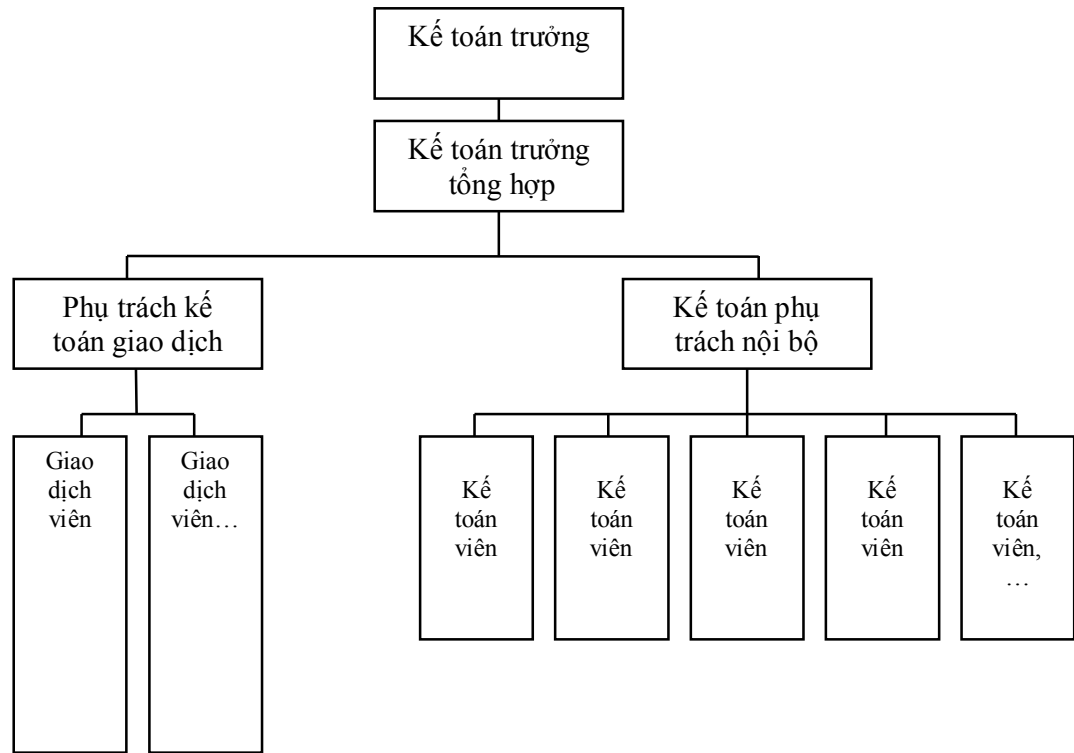 Kế toán trưởng
Kế toán trưởng
tổng hợp
Phụ trách kế
toán giao dịch
Kế toán phụ
trách nội bộ
Giao
dịch
viên
Giao
dịch
viên…
Kế
toán
viên
Kế
toán
viên
Kế
toán
viên
Kế
toán
viên
Kế
toán
viên,
…